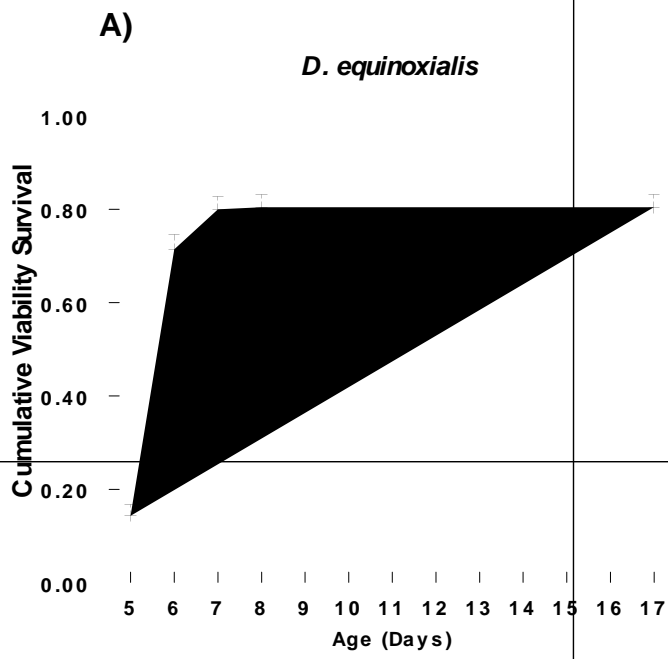 A)
D. equinoxialis
Cumulative Viability Survival
1.00
0.80
0.60
0.40
0.20
0.00
5 6 7 8 9 10 11 12 13 14 15 16 17
Age (Days)